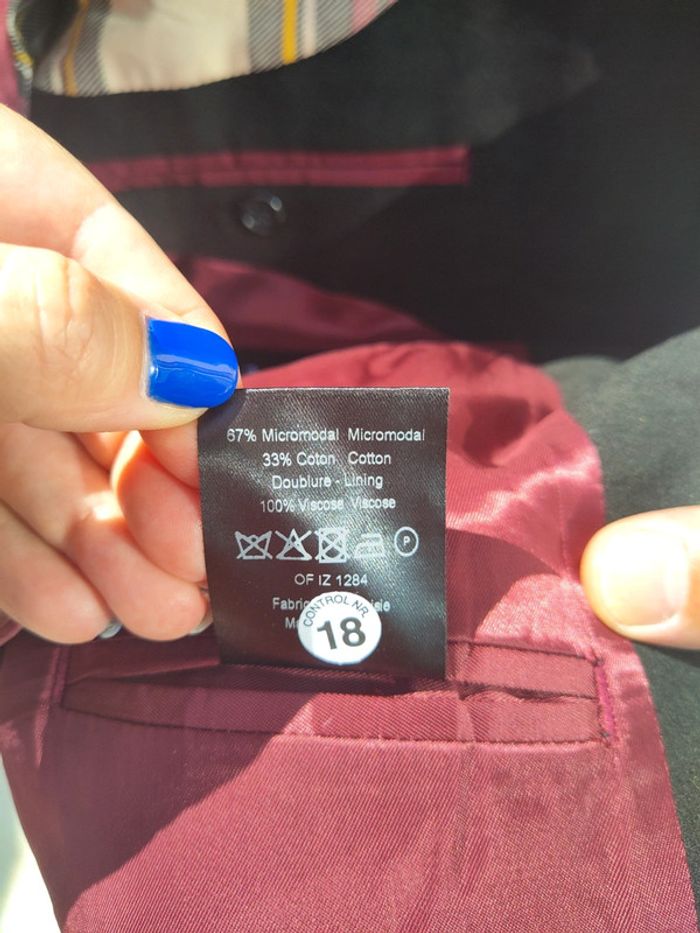 67% Micromodal Micromodal
33% Coton Cotton
Doublure - Lining
100% Viscose Viscose
P
OF IZ 1284
CONTROL NR.
18